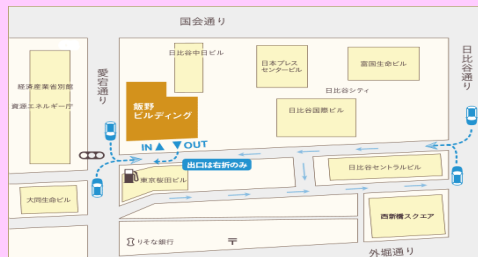 国会通り
日比谷中日ビル
日本プレス
センタービル
富国生命ビル
日比谷通り
愛宕通り
経済産業省別館
資源エネルギー庁
飯野
ビルディング
日比谷シティ
日比谷国際ビル
IN▲ ▼OUT
出口は右折のみ
東京桜田ビル
日比谷セントラルビル
大同生命ビル
西新橋スクエア
りそな銀行
〒
外堀通り